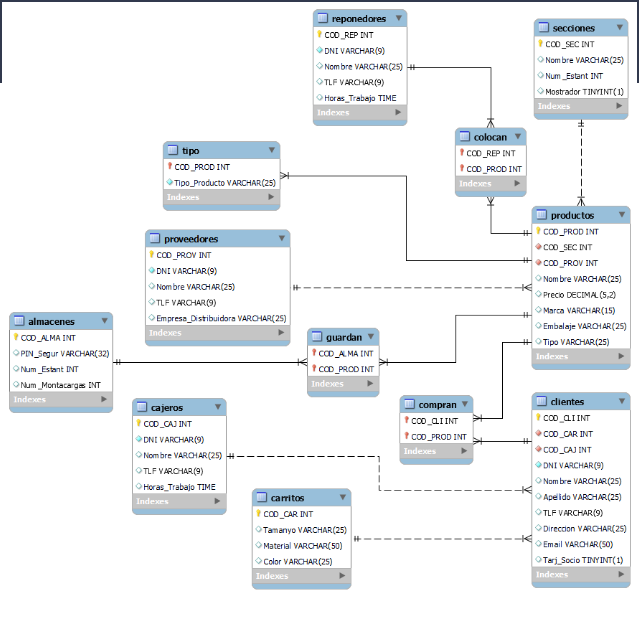 reponedores
COD_REP INT
DNI VARCHAR(9)
Nombre VARCHAR(25)
TLF VARCHAR(9)
Horas_Trabajo TIME
Indexes
secciones
COD_SEC INT
Nombre VARCHAR(25)
Num_Estant INT
Mostrador TINYINT(1)
Indexes
colocan
COD_REP INT
COD_PROD INT
Indexes
tipo
COD_PROD INT
Tipo_Producto VARCHAR(25)
Indexes
productos
COD_PROD INT
COD_SEC INT
COD_PROV INT
Nombre VARCHAR(25)
Precio DECIMAL(5,2)
Marca VARCHAR(15)
Embalaje VARCHAR(25)
Tipo VARCHAR(25)
Indexes
proveedores
COD_PROV INT
DNI VARCHAR(9)
Nombre VARCHAR(25)
TLF VARCHAR(9)
Empresa_Distribuidora VARCHAR(25)
Indexes
almacenes
COD_ALMA INT
PIN_Segur VARCHAR(32)
Num_Estant INT
Num_Montacargas INT
Indexes
guardan
COD_ALMA INT
COD_PROD INT
Indexes
compran
COD_CLI INT
COD_PROD INT
Indexes
clientes
COD_CLI INT
COD_CAR INT
COD_CAJ INT
DNI VARCHAR(9)
Nombre VARCHAR(25)
Apellido VARCHAR(25)
TLF VARCHAR(9)
Direccion VARCHAR(25)
Email VARCHAR(50)
Tarj_Socio TINYINT(1)
Indexes
cajeros
COD_CAJ INT
DNI VARCHAR(9)
Nombre VARCHAR(25)
TLF VARCHAR(9)
Horas_Trabajo TIME
Indexes
carritos
COD_CAR INT
Tamanyo VARCHAR(25)
Material VARCHAR(50)
Color VARCHAR(25)
Indexes